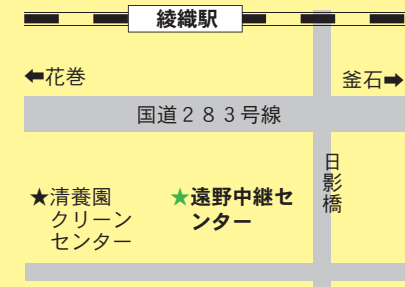 綾織駅
⬅花巻
釜石➡
国道２８３号線
日影橋
★清養園
クリーン
センター
★遠野中継セ
ンター